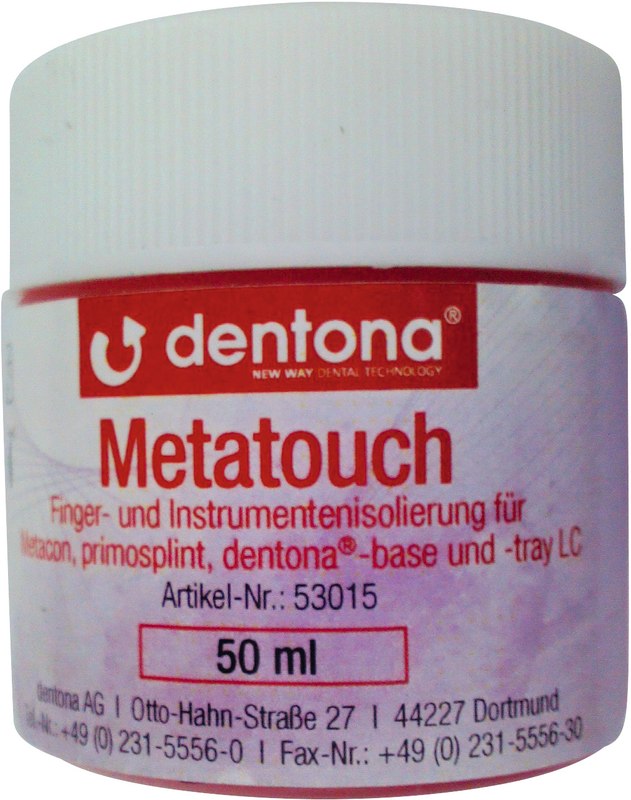 dentona®
NEW WAY DENTAL TECHNOLOGY
Metatouch
Finger- und Instrumentenisolierung für
Metacon, primosplint, dentona®-base und -tray LC
Artikel-Nr.: 53015
50 ml
dentona AG | Otto-Hahn-Straße 27 | 44227 Dortmund
Tel-Nr.: +49 (0) 231-5556-0 | Fax-Nr.: +49 (0) 231-5556-30